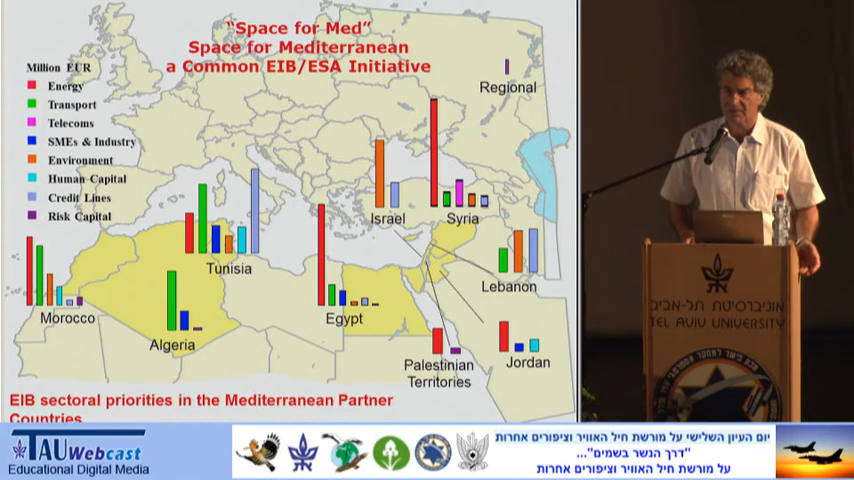 "Space for Med"
Space for Mediterranean
a Common EIB/ESA Initiative
Million EUR
Energy
Transport
Telecoms
SMEs & Industry
Environment
Human Capital
Credit Lines
Risk Capital
Regional
Israel
Syria
Tunisia
Lebanon
Morocco
Egypt
Algeria
Palestinian
Territories
Jordan
EIB sectoral priorities in the Mediterranean Partner
Countries
אוניברסיטת תל-אביב
TEL AVIV UNIVERSITY
TAU Webcast
Educational Digital Media
יום העיון השלישי על מורשת חיל האוויר וציפורים אחרות
"דרך הנשר בשמים"...
על מורשת חיל האוויר וציפורים אחרות